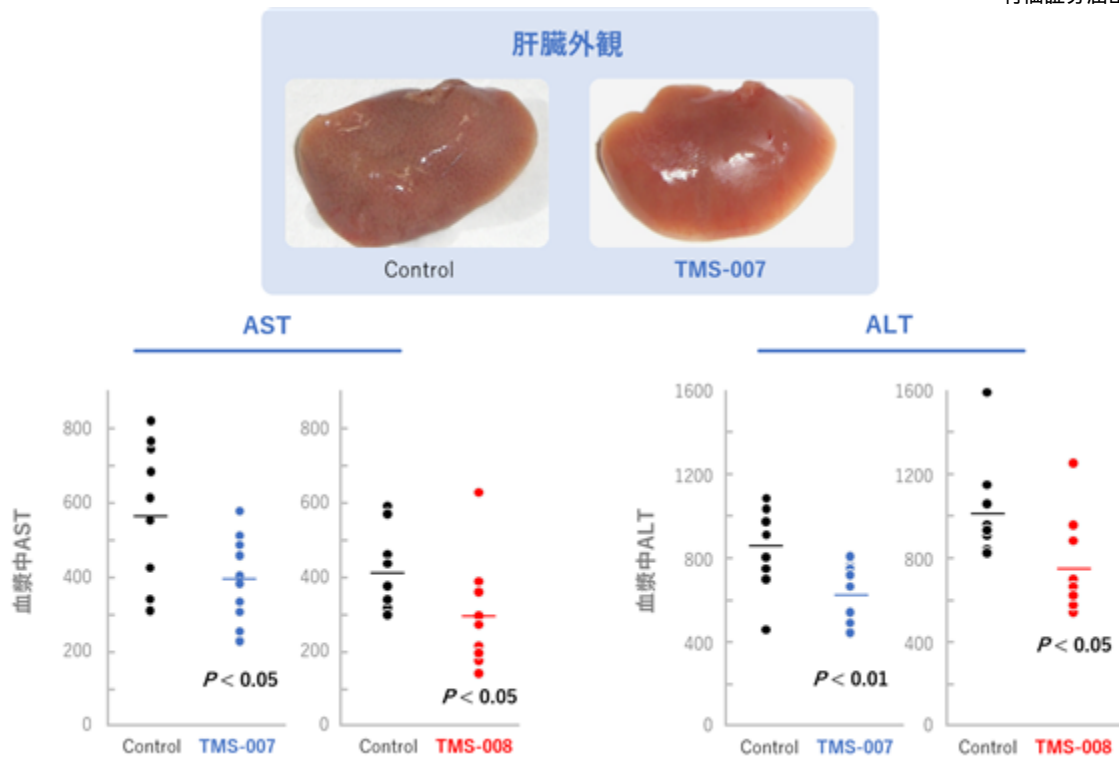 肝臓外観
Control TMS-007
AST ALT
血漿中AST
800
600
400
200
0
P < 0.05
Control TMS-007
800
600
400
200
0
P < 0.05
Control TMS-008
血漿中ALT
1600
1200
800
400
0
P < 0.01
Control TMS-007
1600
1200
800
400
0
P < 0.05
Control TMS-008